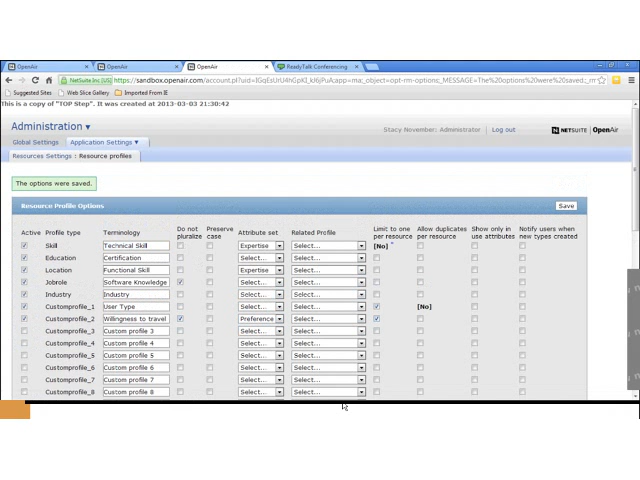 OpenAir × OpenAir × OpenAir × ReadyTalk Conferencing ×
NetSuite Inc [US] https://sandbox.openair.com/account.pl?
Suggested Sites Web Slice Gallery Imported From IE
This is a copy of "TOP Step". It was created at 2013-03-03 21:30:42
Administration
Stacy November: Administrator Log out NETSUITE OpenAir
Global Settings Application Settings
Resources Settings : Resource profiles
The options were saved.
Resource Profile Options Save
Active Profile type Terminology Do not pluralize Preserve case Attribute set Related Profile Limit to one per resource Allow duplicates per resource Show only in use attributes Notify users when new types created
Skill Technical Skill Expertise Select... [No] *
Education Certification Select... Select...
Location Functional Skill Expertise Select...
Jobrole Software Knowledge Select... Select...
Industry Industry Select... Select...
Customprofile_1 User Type Select... Select... [No]
Customprofile_2 Willingness to travel Preference Select...
Customprofile_3 Custom profile 3 Select... Select...
Customprofile_4 Custom profile 4 Select... Select...
Customprofile_5 Custom profile 5 Select... Select...
Customprofile_6 Custom profile 6 Select... Select...
Customprofile_7 Custom profile 7 Select... Select...
Customprofile_8 Custom profile 8 Select... Select...